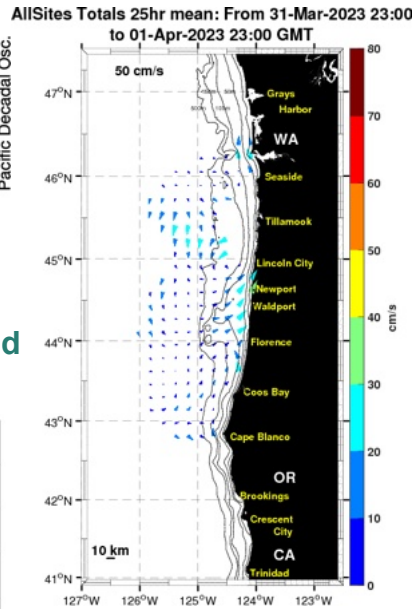 AllSites Totals 25hr mean: From 31-Mar-2023 23:00
to 01-Apr-2023 23:00 GMT
Pacific Decadal Osc.
d
50 cm/s
Grays
Harbor
WA
Seaside
Tillamook
Lincoln City
Newport
Waldport
Florence
Coos Bay
Cape Blanco
OR
Brookings
Crescent
City
CA
Trinidad
10 km
47°N
46°N
45°N
44°N
43°N
42°N
41°N
127°W
126°W
125°W
124°W
123°W
80
70
60
50
40
30
20
10
0
cm/s